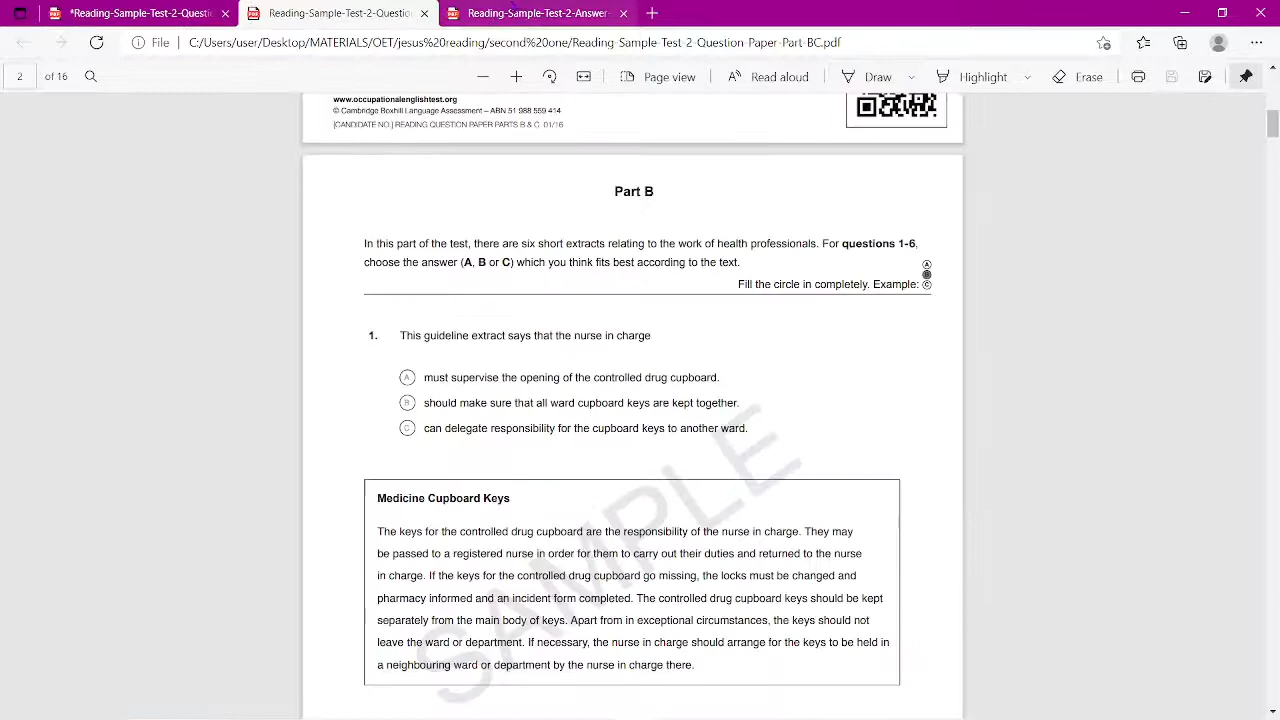 *Reading-Sample-Test-2-Questi
Reading-Sample-Test-2-Questio
Reading-Sample-Test-2-Answer-
File
C:/Users/user/Desktop/MATERIALS/OET/jesus%20reading/second%20one/Reading-Sample-Test-2-Question-Paper-Part-BC.pdf
2 of 16
Page view
Read aloud
Draw
Highlight
Erase
www.occupationalenglishtest.org
© Cambridge Boxhill Language Assessment – ABN 51 988 559 414
[CANDIDATE NO.] READING QUESTION PAPER PARTS B & C 01/16
Part B
In this part of the test, there are six short extracts relating to the work of health professionals. For questions 1-6,
choose the answer (A, B or C) which you think fits best according to the text.
Fill the circle in completely. Example:
A
B
C
1. This guideline extract says that the nurse in charge
A must supervise the opening of the controlled drug cupboard.
B should make sure that all ward cupboard keys are kept together.
C can delegate responsibility for the cupboard keys to another ward.
Medicine Cupboard Keys
The keys for the controlled drug cupboard are the responsibility of the nurse in charge. They may
be passed to a registered nurse in order for them to carry out their duties and returned to the nurse
in charge. If the keys for the controlled drug cupboard go missing, the locks must be changed and
pharmacy informed and an incident form completed. The controlled drug cupboard keys should be kept
separately from the main body of keys. Apart from in exceptional circumstances, the keys should not
leave the ward or department. If necessary, the nurse in charge should arrange for the keys to be held in
a neighbouring ward or department by the nurse in charge there.
SAMPLE